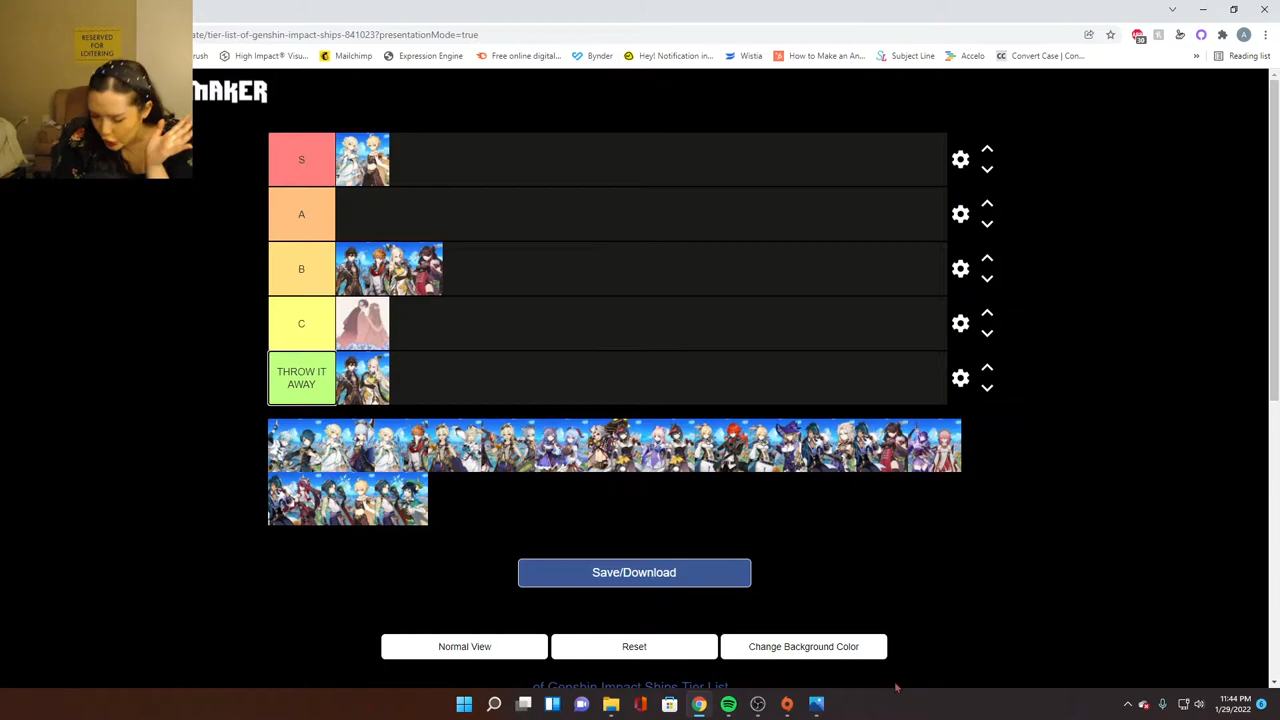 RESERVED
FOR
LOITERING
ate/tier-list-of-genshin-impact-ships-841023?presentationMode=true
rush
High Impact® Visu...
Mailchimp
Expression Engine
Free online digital...
Bynder
Hey! Notification in...
Wistia
How to Make an An...
Subject Line
Accelo
CC Convert Case | Con...
»
Reading list
30
A
MAKER
S
A
B
C
THROW IT
AWAY
Save/Download
Normal View
Reset
Change Background Color
of Genshin Impact Ships Tier List
11:44 PM
1/29/2022
6